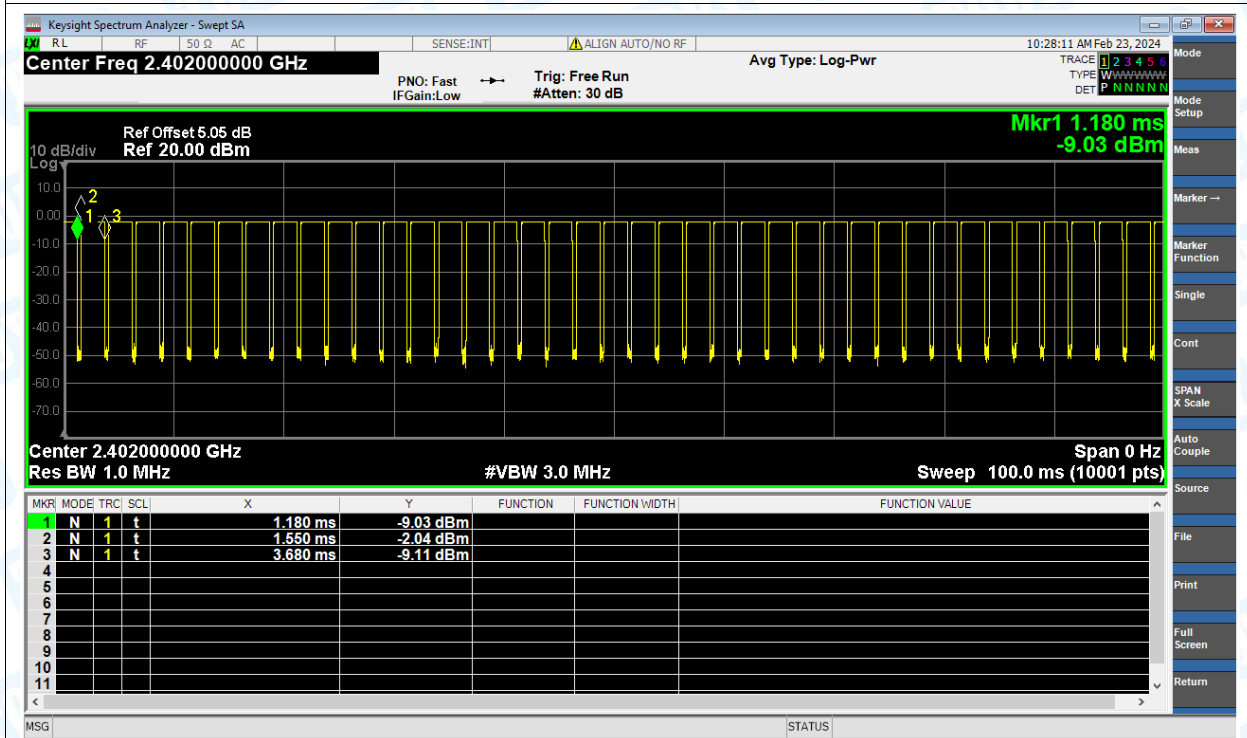 Keysight Spectrum Analyzer - Swept SA
LXI RL RF 50 Ω AC SENSE:INT ALIGN AUTO/NO RF 10:28:11 AM Feb 23, 2024
Center Freq 2.402000000 GHz
Avg Type: Log-Pwr
TRACE 1 2 3 4 5 6
TYPE WWWWWW
DET P N N N N N
PNO: Fast
IFGain:Low
Trig: Free Run
#Atten: 30 dB
Mkr1 1.180 ms
-9.03 dBm
Ref Offset 5.05 dB
10 dB/div Ref 20.00 dBm
Log
10.0
0.00
-10.0
-20.0
-30.0
-40.0
-50.0
-60.0
-70.0
2
1
3
Center 2.402000000 GHz Span 0 Hz
Res BW 1.0 MHz #VBW 3.0 MHz Sweep 100.0 ms (10001 pts)
MKR MODE TRC SCL X Y FUNCTION FUNCTION WIDTH FUNCTION VALUE
1 N 1 t 1.180 ms -9.03 dBm
2 N 1 t 1.550 ms -2.04 dBm
3 N 1 t 3.680 ms -9.11 dBm
4
5
6
7
8
9
10
11
MSG STATUS
Mode
Mode
Setup
Meas
Marker →
Marker
Function
Single
Cont
SPAN
X Scale
Auto
Couple
Source
File
Print
Full
Screen
Return